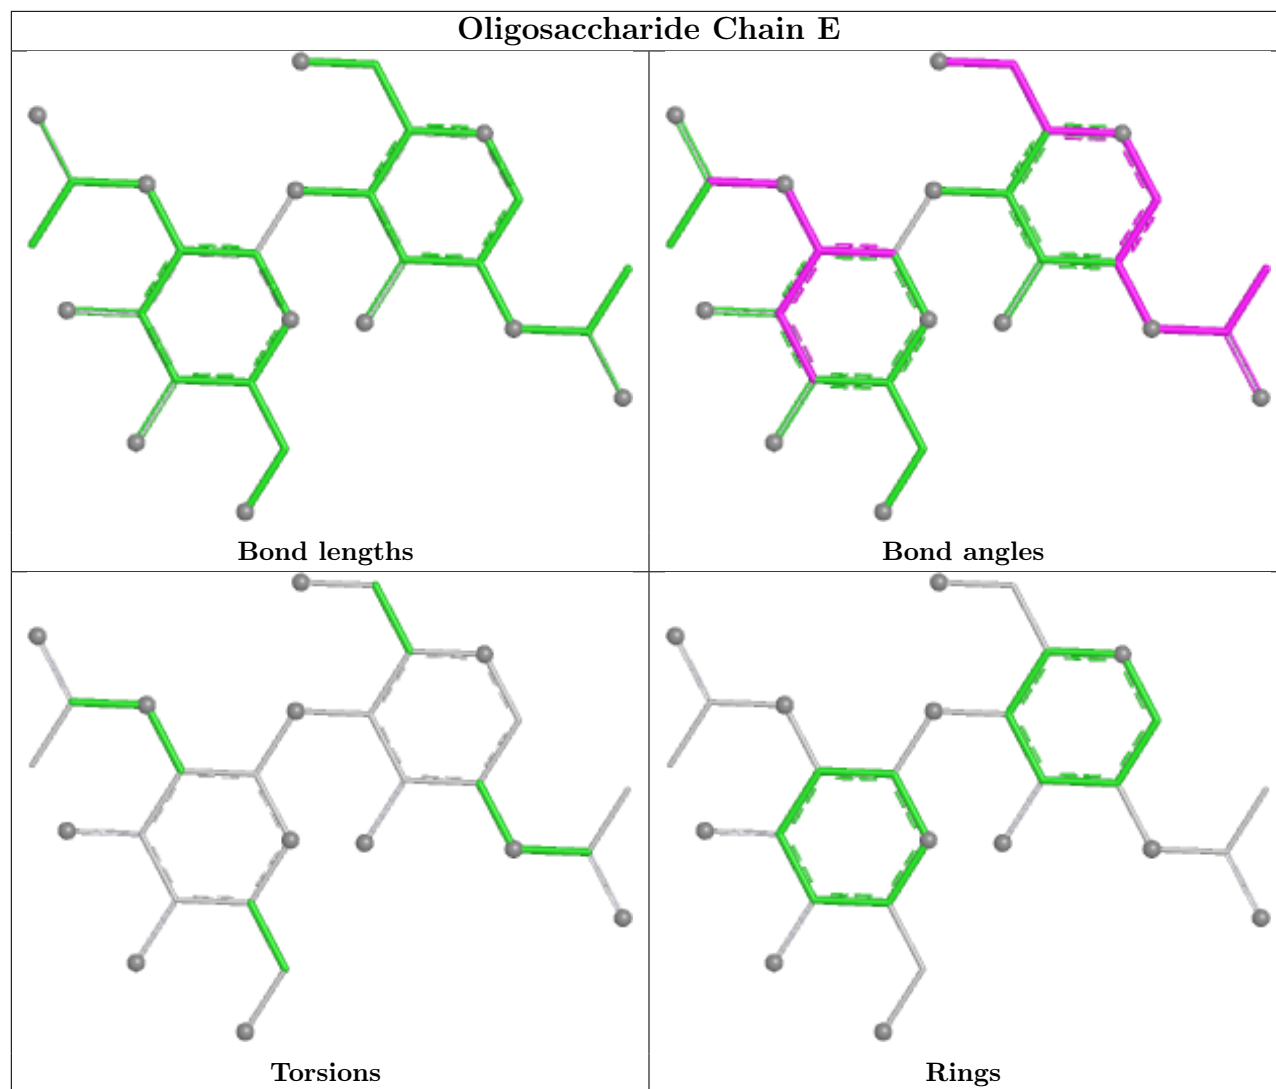 Oligosaccharide Chain E
Bond lengths
Bond angles
Torsions
Rings